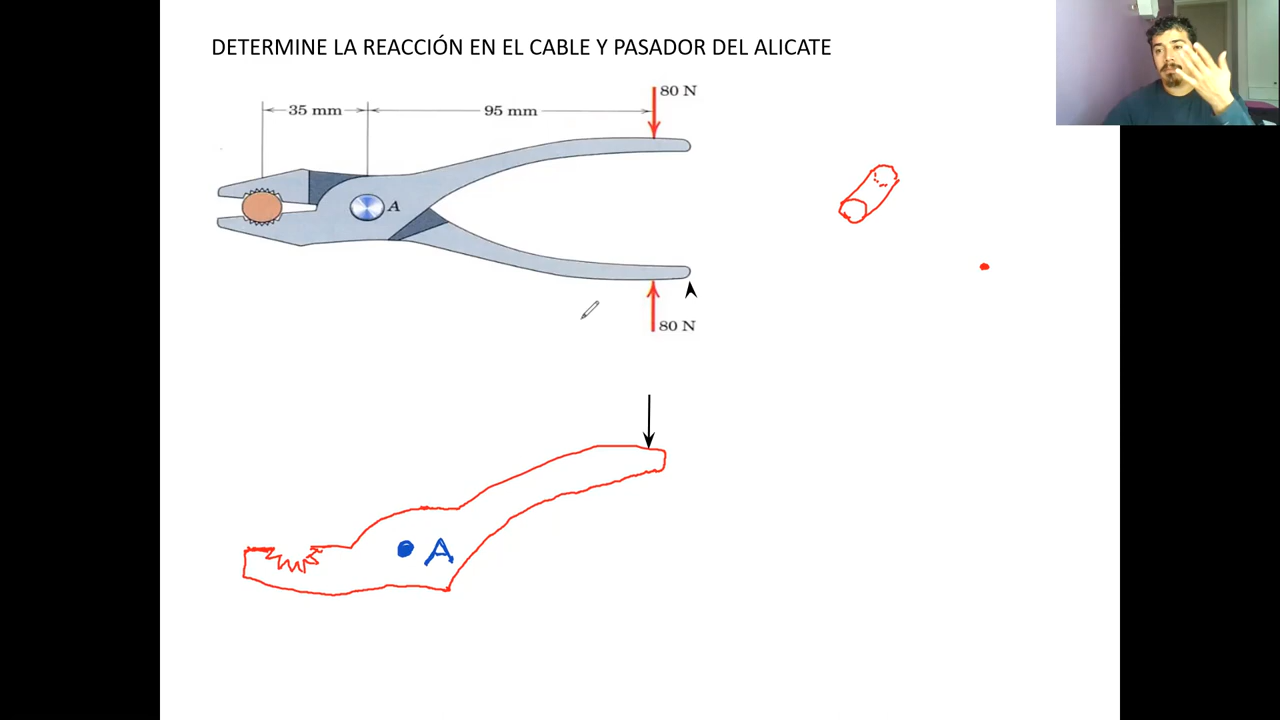 DETERMINE LA REACCIÓN EN EL CABLE Y PASADOR DEL ALICATE
80 N
35 mm
95 mm
A
80 N
A